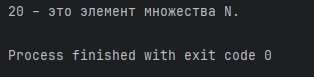 20 – это элемент множества N.
Process finished with exit code 0